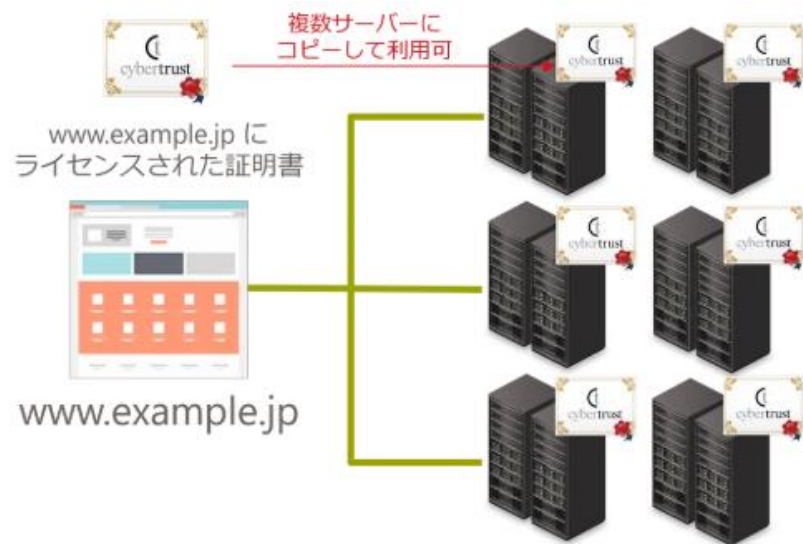 複数サーバーに
コピーして利用可
cybertrust
cybertrust
cybertrust
www.example.jp に
ライセンスされた証明書
cybertrust
cybertrust
www.example.jp
cybertrust
cybertrust